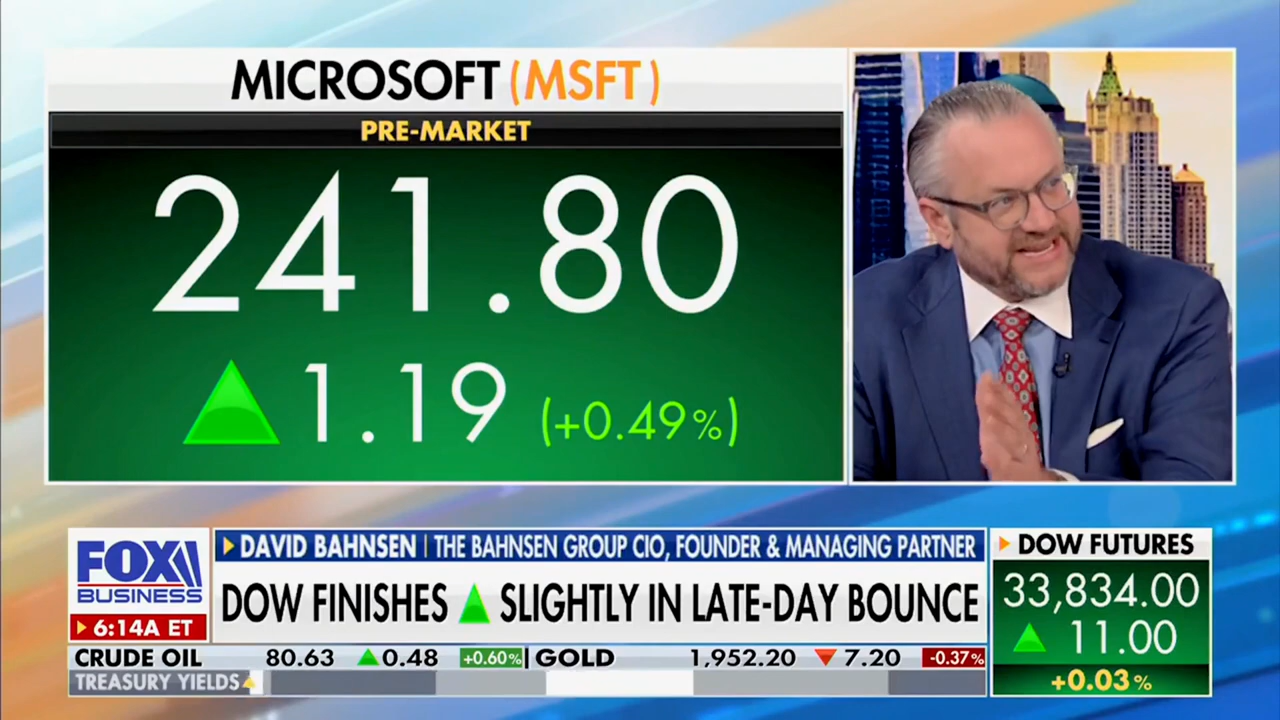 MICROSOFT (MSFT )
PRE-MARKET
241.80
▲ 1.19 (+0.49%)
FOX BUSINESS
6:14A ET
DAVID BAHNSEN | THE BAHNSEN GROUP CIO, FOUNDER & MANAGING PARTNER
DOW FINISHES ▲ SLIGHTLY IN LATE-DAY BOUNCE
DOW FUTURES
33,834.00
▲ 11.00
+0.03%
CRUDE OIL 80.63 ▲0.48 +0.60% GOLD 1,952.20 ▼7.20 -0.37%
TREASURY YIELDS